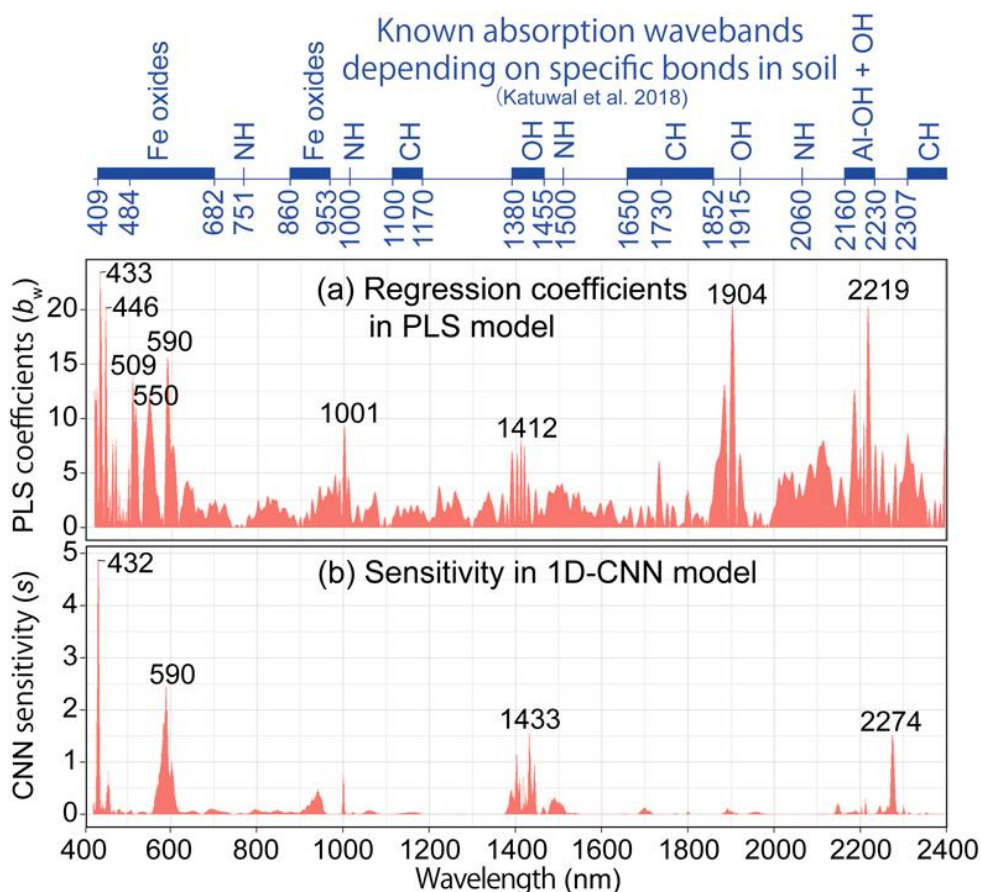 Known absorption wavebands
depending on specific bonds in soil
(Katuwal et al. 2018)
Fe oxides
NH
Fe oxides
NH
CH
OH
NH
CH
OH
NH
Al-OH + OH
CH
409
484
682
751
860
953
1000
1100
1170
1380
1455
1500
1650
1730
1852
1915
2060
2160
2230
2307
PLS coefficients (bw)
20
15
10
5
0
(a) Regression coefficients
in PLS model
433
446
509
550
590
1001
1412
1904
2219
CNN sensitivity (s)
5
4
3
2
1
0
(b) Sensitivity in 1D-CNN model
432
590
1433
2274
400 600 800 1000 1200 1400 1600 1800 2000 2200 2400
Wavelength (nm)